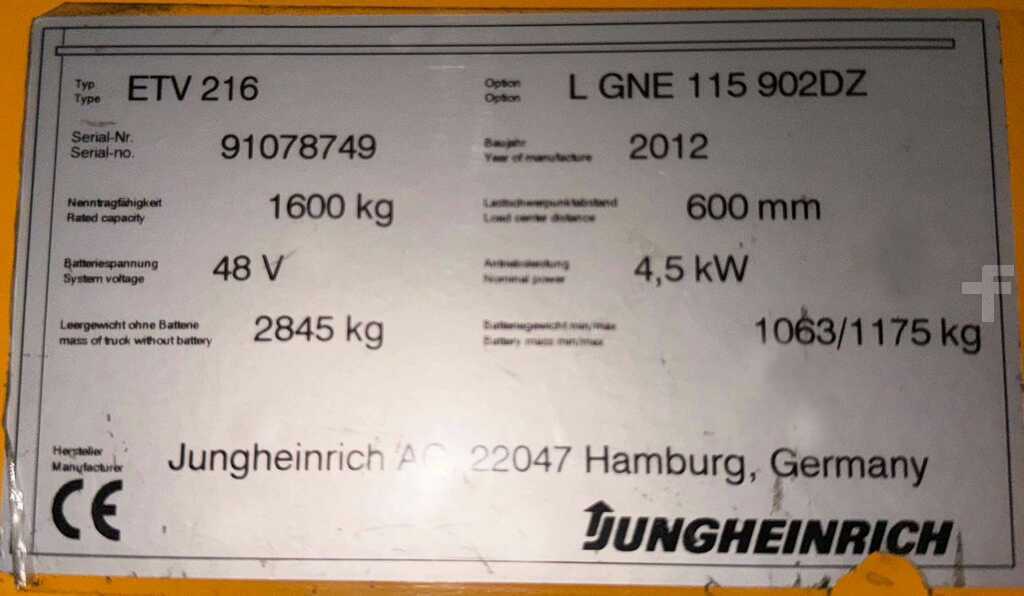 Typ
Type
ETV 216
Option
Option
L GNE 115 902DZ
Serial-Nr.
Serial-no.
91078749
Baujahr
Year of manufacture
2012
Nenntragfähigkeit
Rated capacity
1600 kg
Lastschwerpunktabstand
Load center distance
600 mm
Batteriespannung
System voltage
48 V
Antriebsleistung
Nominal power
4,5 kW
Leergewicht ohne Batterie
mass of truck without battery
2845 kg
Batteriegewicht min/max
Battery mass min/max
1063/1175 kg
Hersteller
Manufacturer
Jungheinrich AG, 22047 Hamburg, Germany
CE
JUNGHEINRICH
f